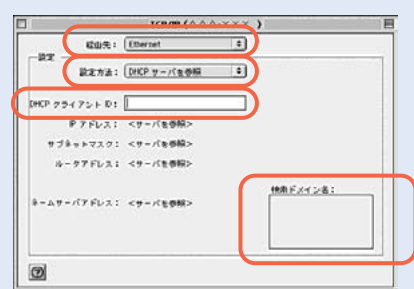 TCP/IP (△△△-××× )
経由先： Ethernet
設定
設定方法： DHCP サーバを参照
DHCP クライアント ID：
IP アドレス： <サーバを参照>
サブネットマスク： <サーバを参照>
ルータアドレス： <サーバを参照>
検索ドメイン名：
ネームサーバアドレス： <サーバを参照>
?